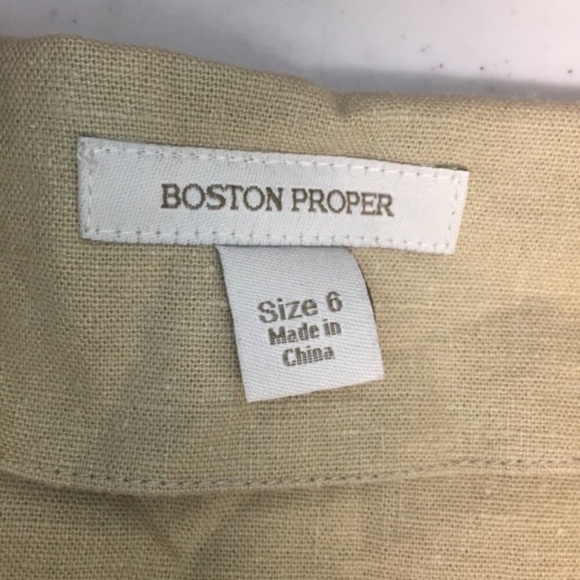 BOSTON PROPER
Size 6
Made in
China